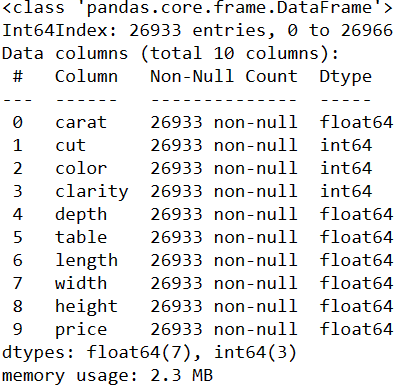 <class 'pandas.core.frame.DataFrame'>
Int64Index: 26933 entries, 0 to 26966
Data columns (total 10 columns):
 #   Column   Non-Null Count  Dtype
---  ------   --------------  -----
 0   carat    26933 non-null  float64
 1   cut      26933 non-null  int64
 2   color    26933 non-null  int64
 3   clarity  26933 non-null  int64
 4   depth    26933 non-null  float64
 5   table    26933 non-null  float64
 6   length   26933 non-null  float64
 7   width    26933 non-null  float64
 8   height   26933 non-null  float64
 9   price    26933 non-null  float64
dtypes: float64(7), int64(3)
memory usage: 2.3 MB